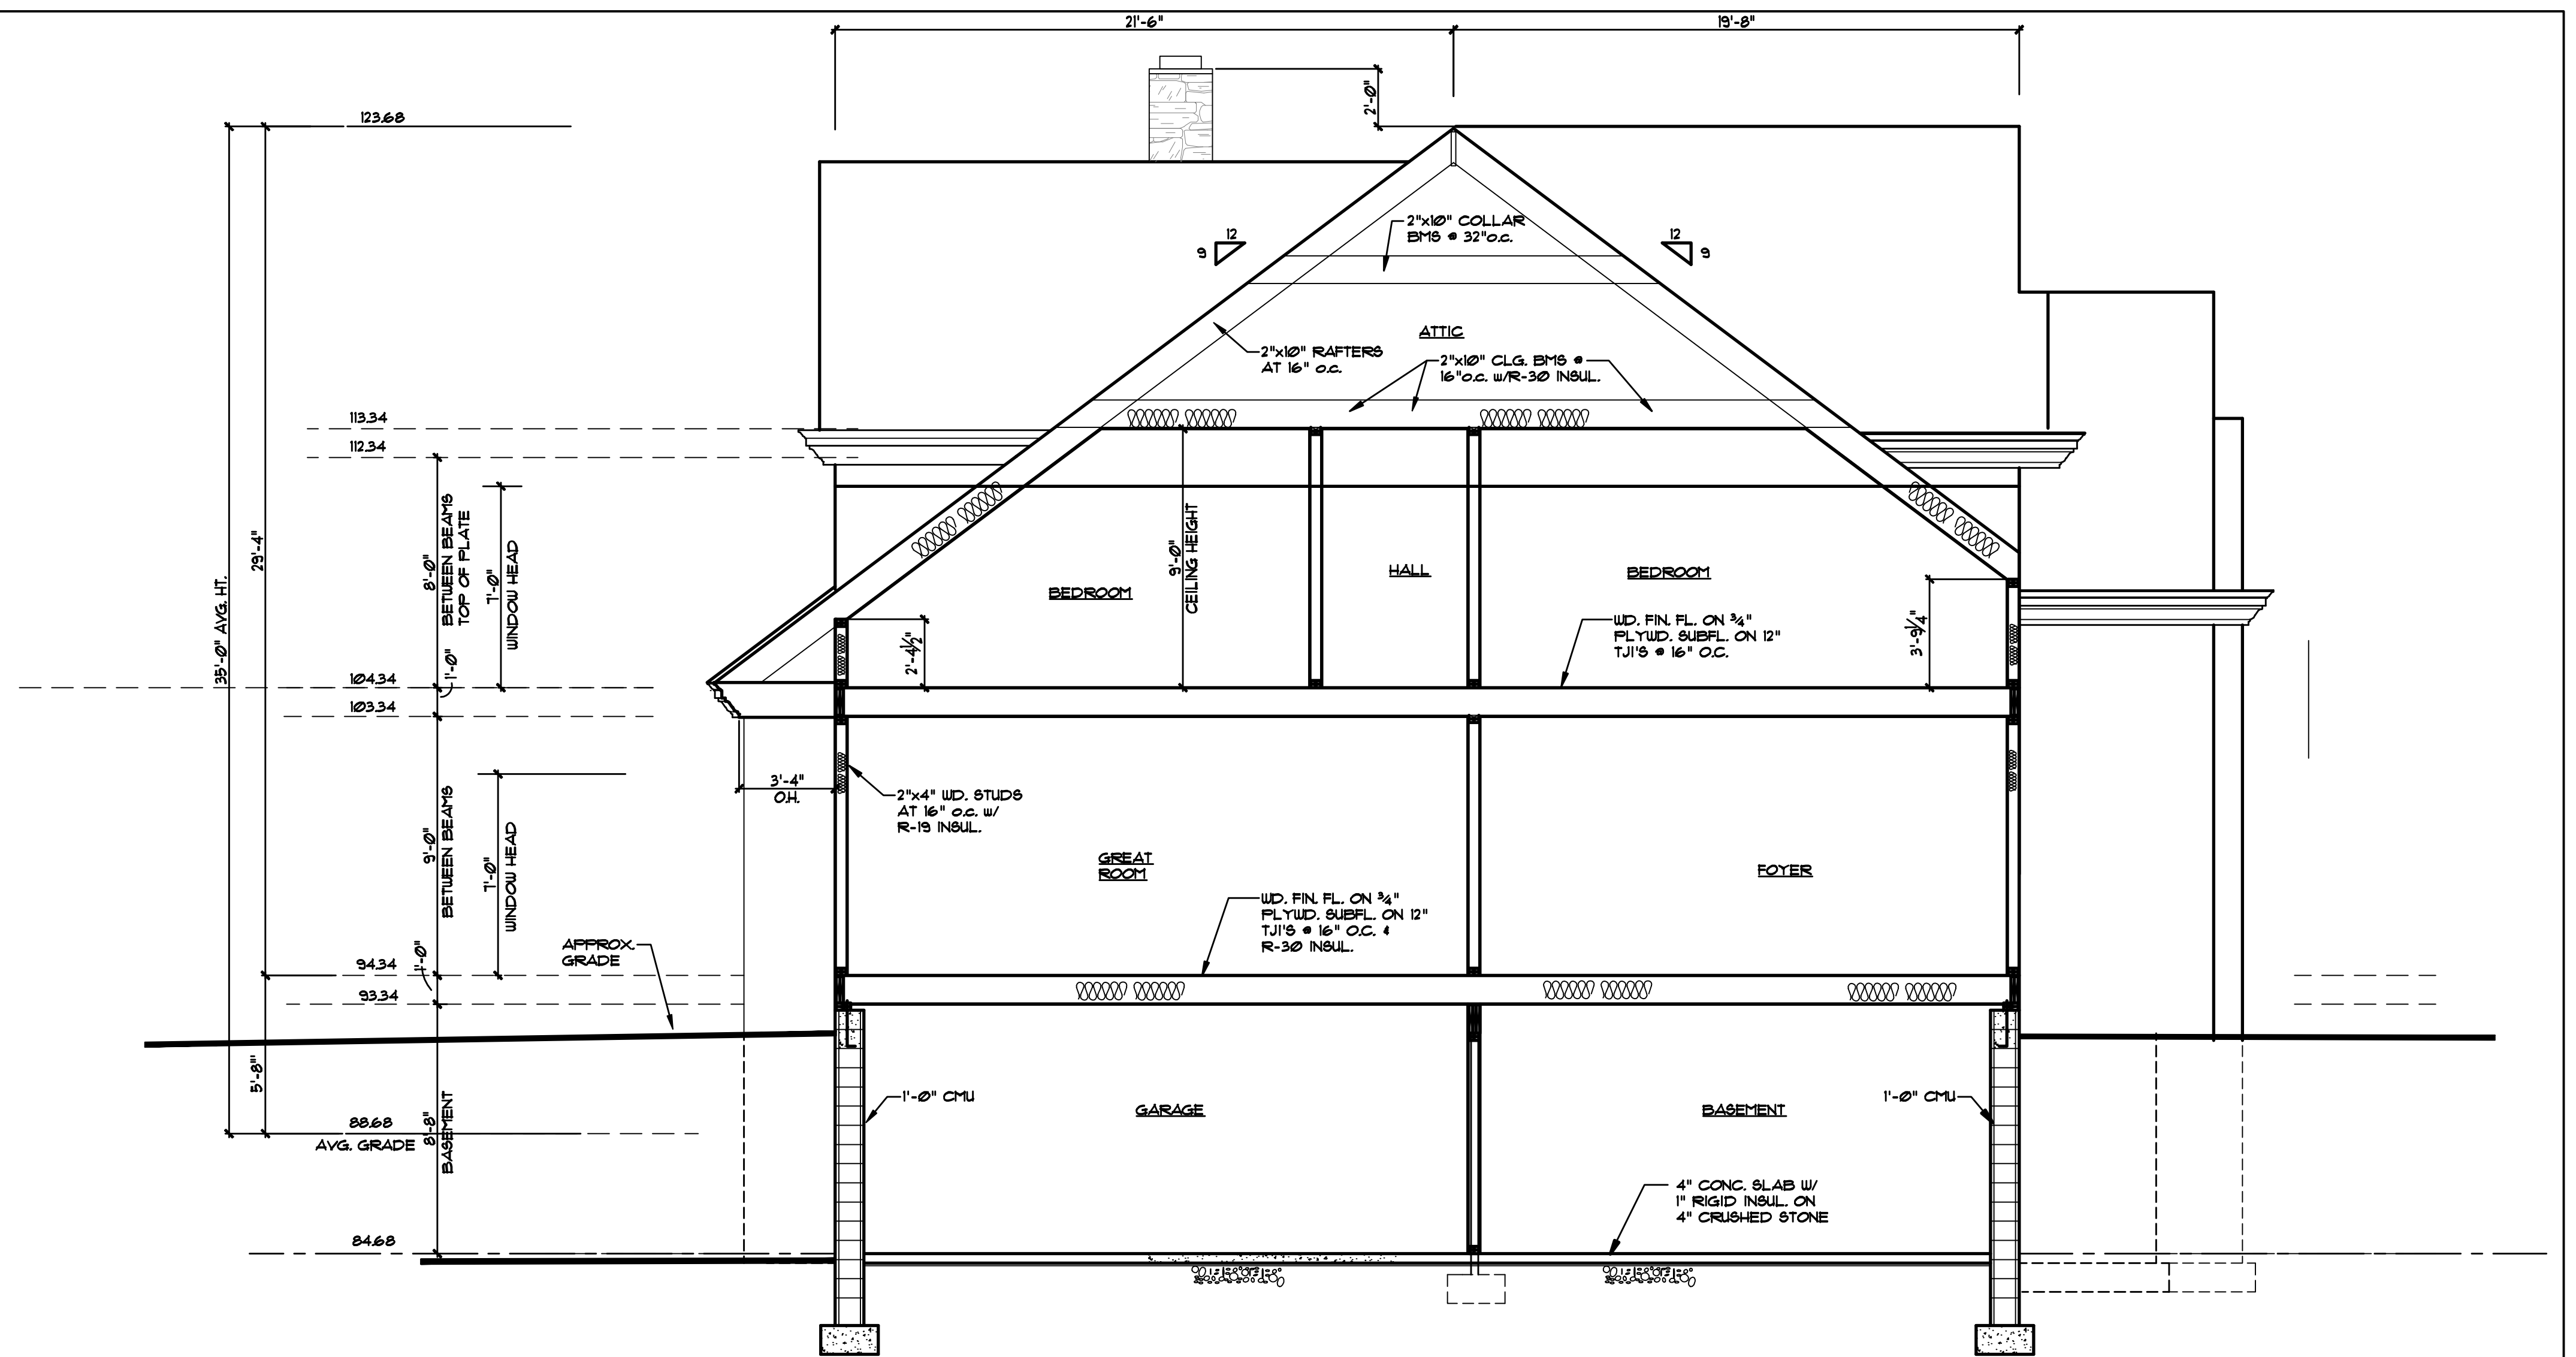 21'-6"
19'-8"
2'-0"
123.68
2"x10" COLLAR
BMS @ 32"o.c.
12
9
12
9
ATTIC
2"x10" RAFTERS
AT 16" o.c.
2"x10" CLG. BMS @
16"o.c. w/R-30 INSUL.
113.34
112.34
35'-0" AVG. HT.
29'-4"
8'-0"
BETWEEN BEAMS
TOP OF PLATE
7'-0"
WINDOW HEAD
9'-0"
CEILING HEIGHT
BEDROOM
HALL
BEDROOM
WD. FIN. FL. ON 3/4"
PLYWD. SUBFL. ON 12"
TJI'S @ 16" O.C.
2'-4½"
3'-9¼"
1'-0"
104.34
103.34
3'-4"
O.H.
2"x4" WD. STUDS
AT 16" o.c. w/
R-19 INSUL.
9'-0"
BETWEEN BEAMS
7'-0"
WINDOW HEAD
GREAT
ROOM
FOYER
WD. FIN. FL. ON 3/4"
PLYWD. SUBFL. ON 12"
TJI'S @ 16" O.C. &
R-30 INSUL.
APPROX.
GRADE
1'-0"
94.34
93.34
5'-8"
8'-8"
BASEMENT
88.68
AVG. GRADE
1'-0" CMU
GARAGE
BASEMENT
1'-0" CMU
4" CONC. SLAB W/
1" RIGID INSUL. ON
4" CRUSHED STONE
84.68